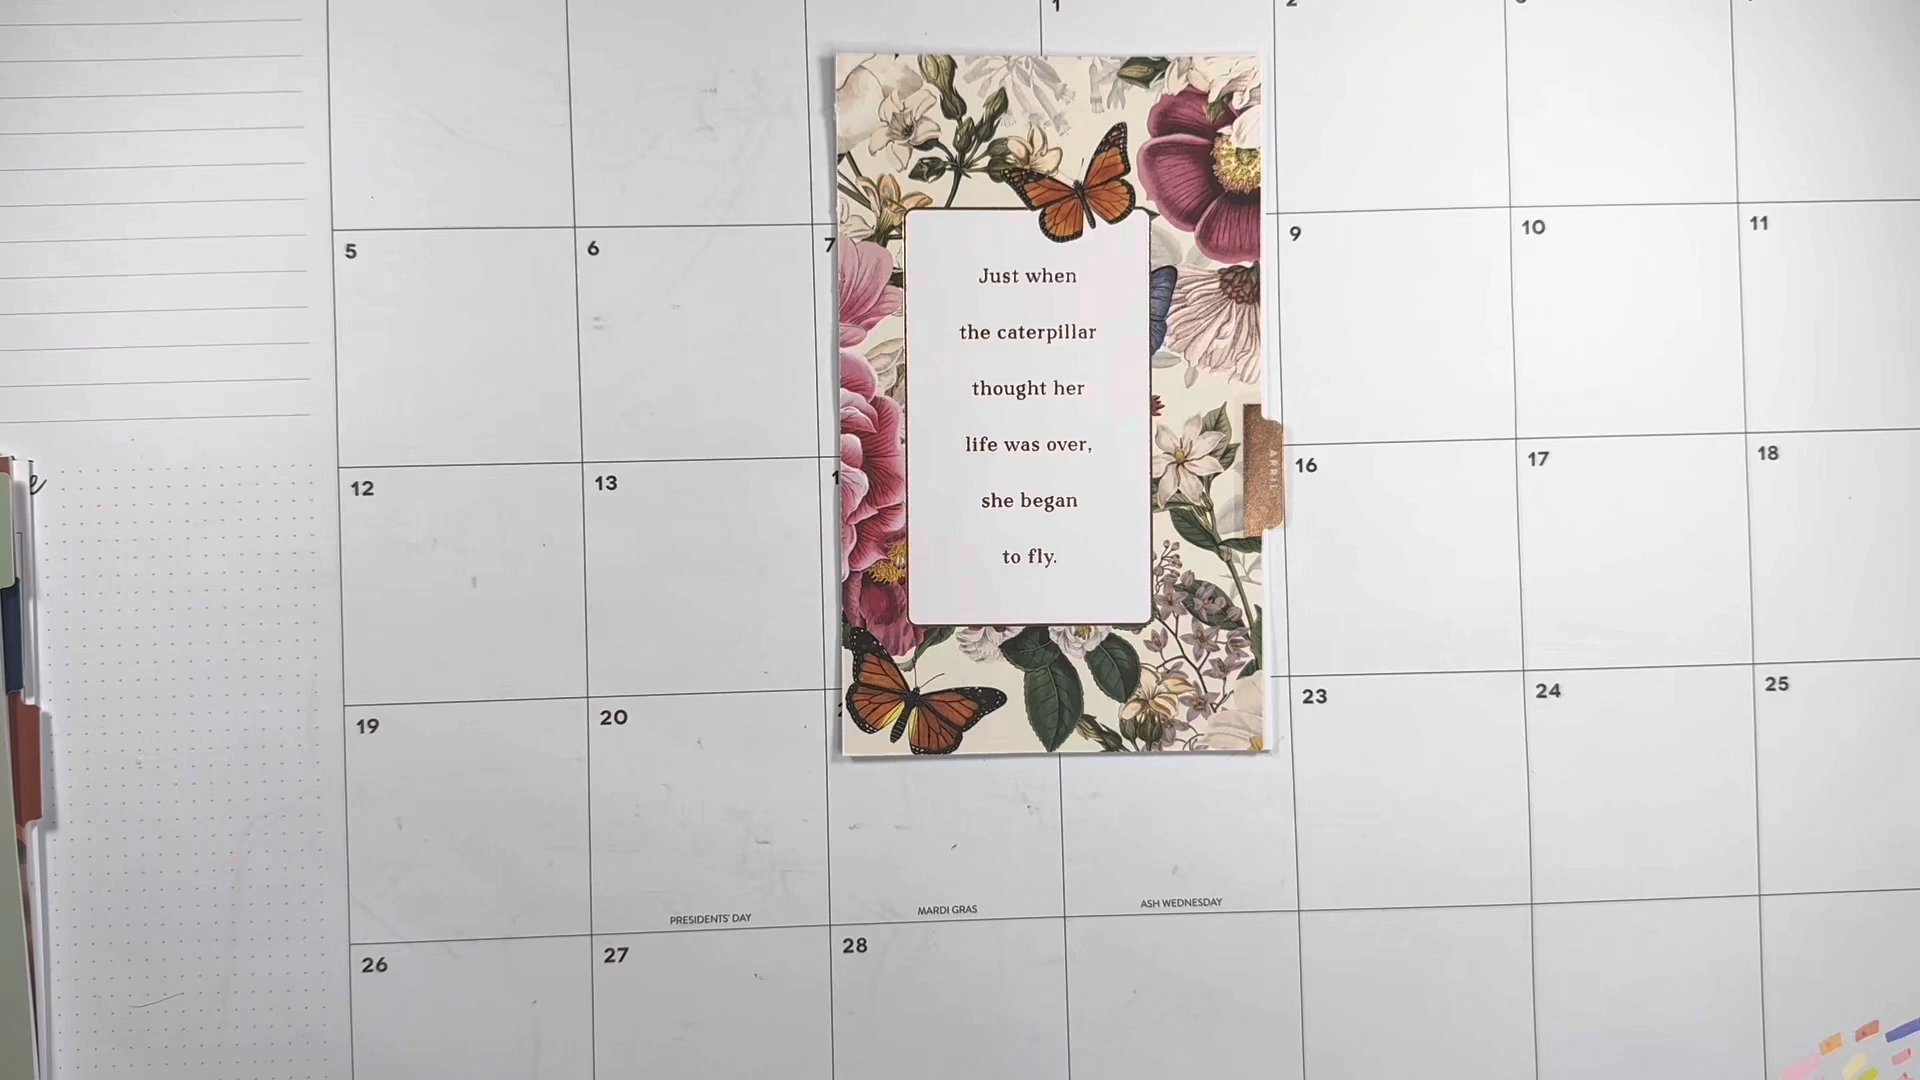 1
2
5
6
7
9
10
11
Just when
the caterpillar
thought her
life was over,
she began
to fly.
APRIL
12
13
16
17
18
19
20
23
24
25
PRESIDENTS' DAY
MARDI GRAS
ASH WEDNESDAY
26
27
28